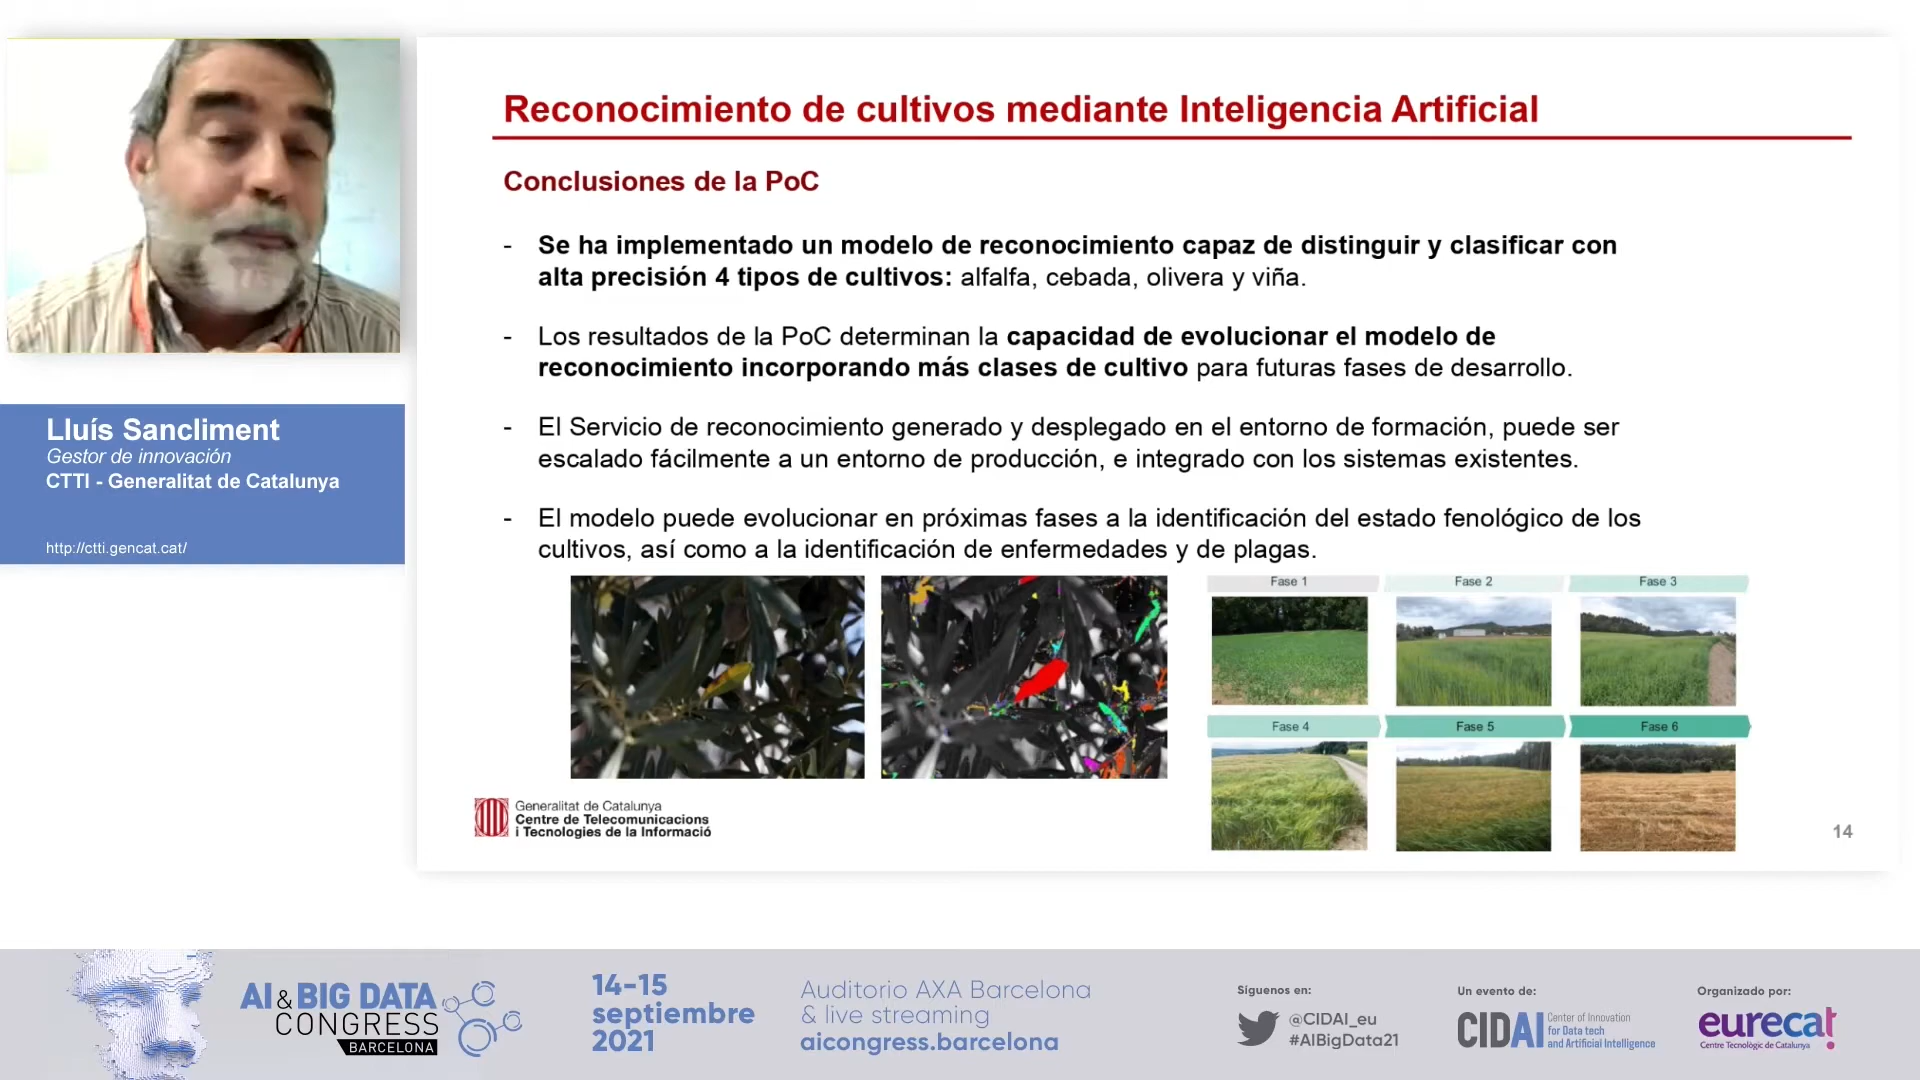 Reconocimiento de cultivos mediante Inteligencia Artificial
Conclusiones de la PoC
- Se ha implementado un modelo de reconocimiento capaz de distinguir y clasificar con
alta precisión 4 tipos de cultivos: alfalfa, cebada, olivera y viña.
- Los resultados de la PoC determinan la capacidad de evolucionar el modelo de
reconocimiento incorporando más clases de cultivo para futuras fases de desarrollo.
- El Servicio de reconocimiento generado y desplegado en el entorno de formación, puede ser
escalado fácilmente a un entorno de producción, e integrado con los sistemas existentes.
- El modelo puede evolucionar en próximas fases a la identificación del estado fenológico de los
cultivos, así como a la identificación de enfermedades y de plagas.
Fase 1
Fase 2
Fase 3
Fase 4
Fase 5
Fase 6
Generalitat de Catalunya
Centre de Telecomunicacions
i Tecnologies de la Informació
14
Lluís Sancliment
Gestor de innovación
CTTI - Generalitat de Catalunya
http://ctti.gencat.cat/
AI & BIG DATA
CONGRESS
BARCELONA
14-15
septiembre
2021
Auditorio AXA Barcelona
& live streaming
aicongress.barcelona
Síguenos en:
@CIDAI_eu
#AIBigData21
Un evento de:
CIDAI
Center of Innovation
for Data tech
and Artificial Intelligence
Organizado por:
eurecat
Centre Tecnològic de Catalunya